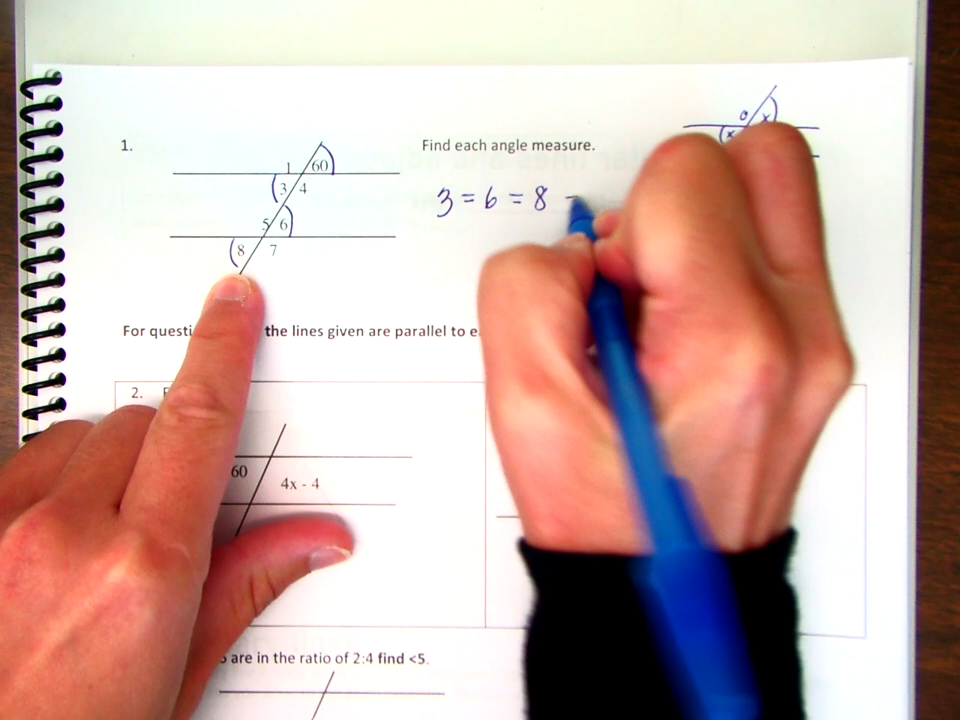 1. Find each angle measure.
1 60
3 4
5 6
8 7
3 = 6 = 8
x
x
For the lines given are parallel to
2.
60 4x - 4
are in the ratio of 2:4 find <5.